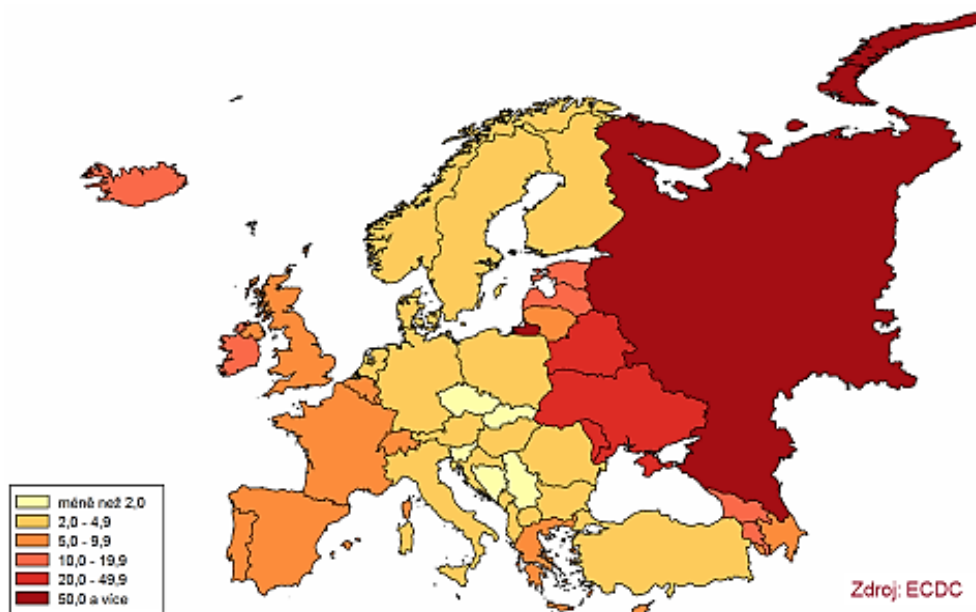 méně než 2,0
2,0 - 4,9
5,0 - 9,9
10,0 - 19,9
20,0 - 49,9
50,0 a více
Zdroj: ECDC